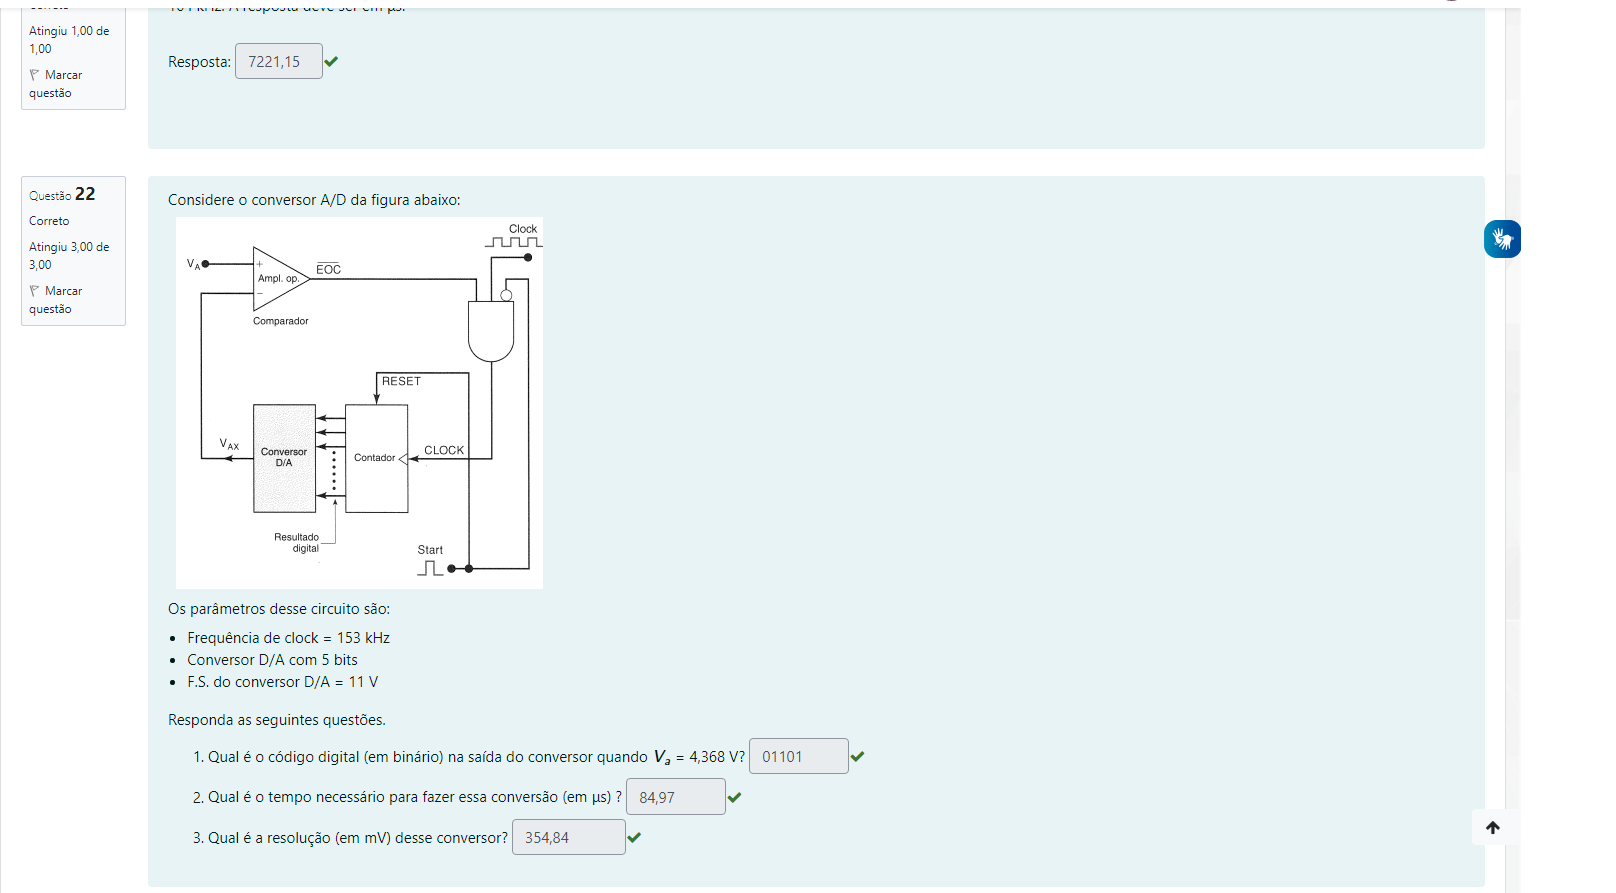 Atingiu 1,00 de
1,00
Marcar
questão
Resposta: 7221,15
Questão 22
Correto
Atingiu 3,00 de
3,00
Marcar
questão
Considere o conversor A/D da figura abaixo:
Clock
VA
+
EOC
Ampl. op.
−
Comparador
RESET
VAX
Conversor
D/A
Contador
CLOCK
Resultado
digital
Start
Os parâmetros desse circuito são:
• Frequência de clock = 153 kHz
• Conversor D/A com 5 bits
• F.S. do conversor D/A = 11 V
Responda as seguintes questões.
1. Qual é o código digital (em binário) na saída do conversor quando Va = 4,368 V? 01101
2. Qual é o tempo necessário para fazer essa conversão (em μs) ? 84,97
3. Qual é a resolução (em mV) desse conversor? 354,84